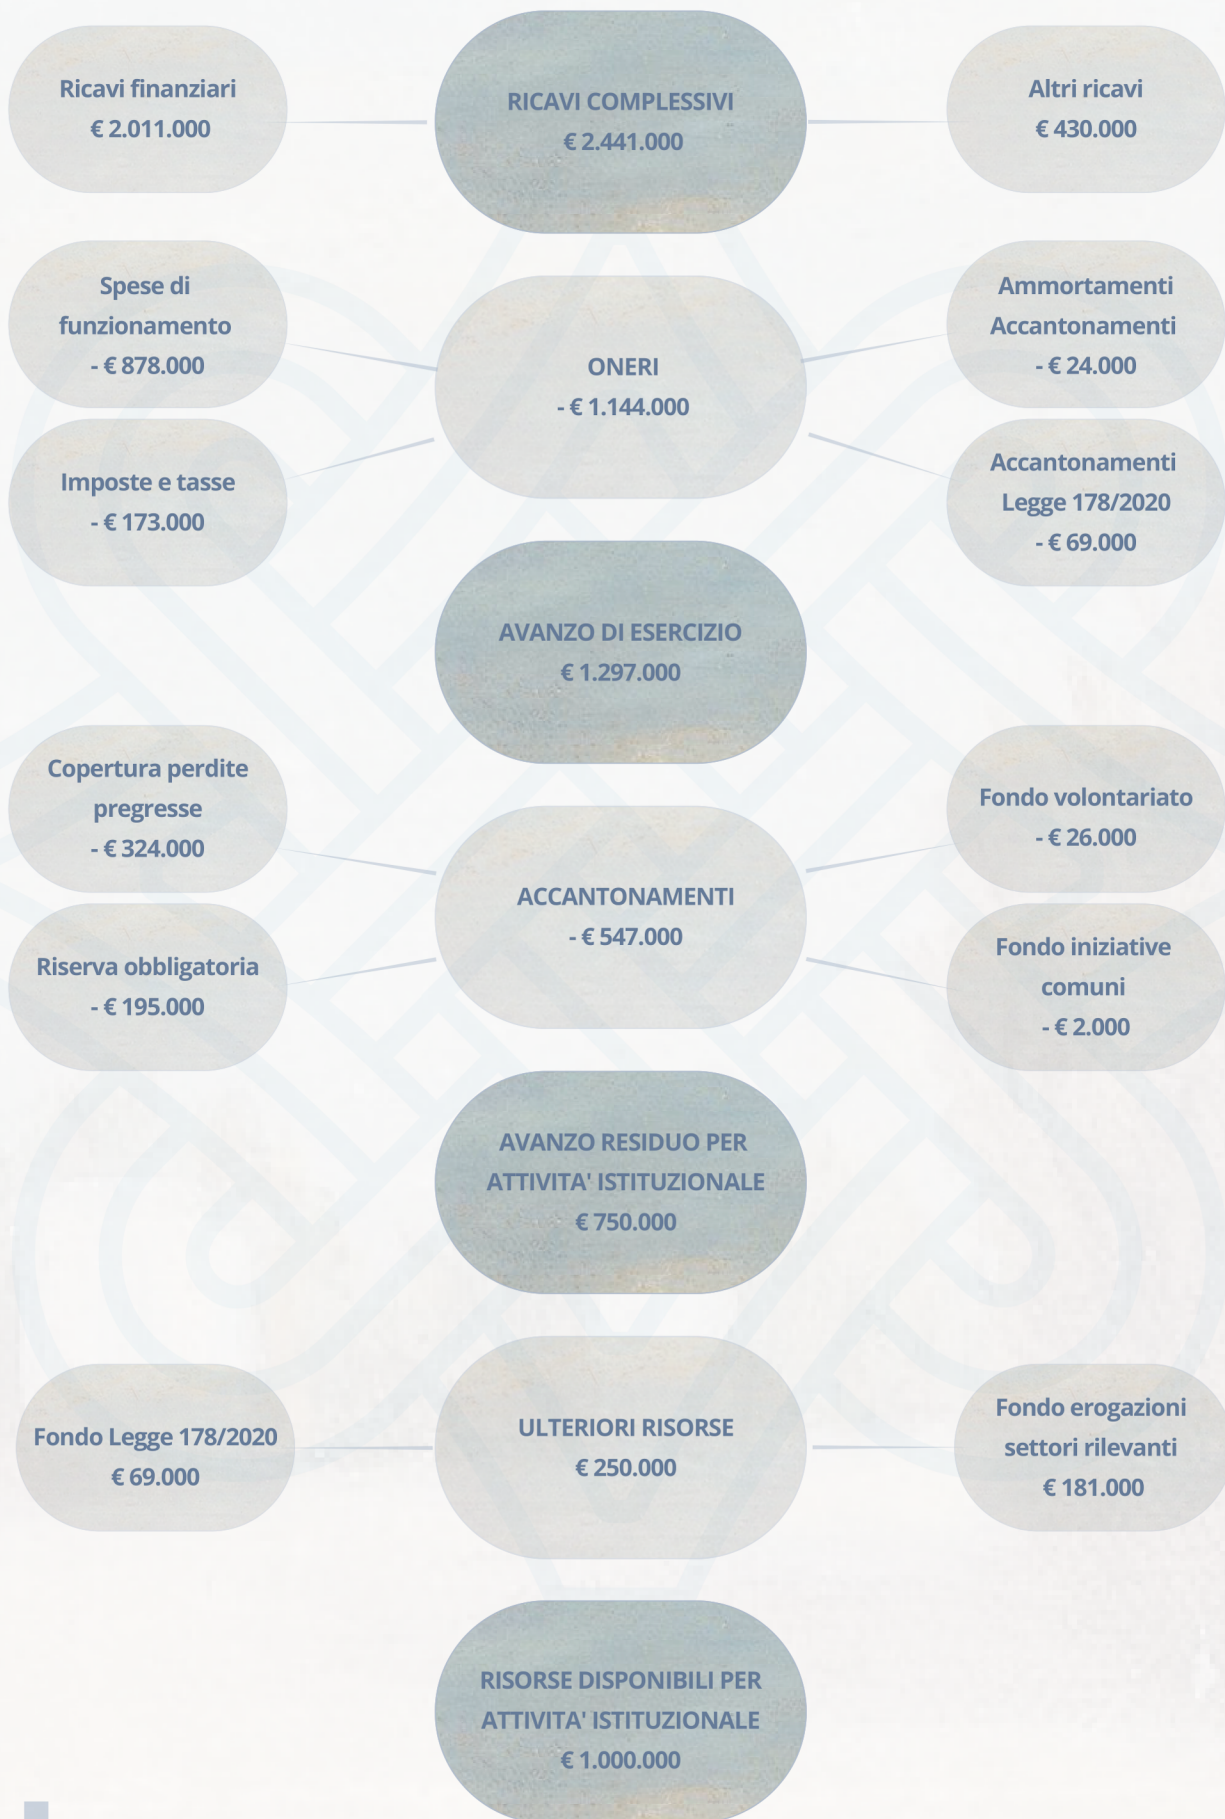 Ricavi finanziari
€ 2.011.000
RICAVI COMPLESSIVI
€ 2.441.000
Altri ricavi
€ 430.000
Spese di
funzionamento
- € 878.000
Imposte e tasse
- € 173.000
ONERI
- € 1.144.000
Ammortamenti
Accantonamenti
- € 24.000
Accantonamenti
Legge 178/2020
- € 69.000
AVANZO DI ESERCIZIO
€ 1.297.000
Copertura perdite
pregresse
- € 324.000
Riserva obbligatoria
- € 195.000
ACCANTONAMENTI
- € 547.000
Fondo volontariato
- € 26.000
Fondo iniziative
comuni
- € 2.000
AVANZO RESIDUO PER
ATTIVITA' ISTITUZIONALE
€ 750.000
Fondo Legge 178/2020
€ 69.000
ULTERIORI RISORSE
€ 250.000
Fondo erogazioni
settori rilevanti
€ 181.000
RISORSE DISPONIBILI PER
ATTIVITA' ISTITUZIONALE
€ 1.000.000